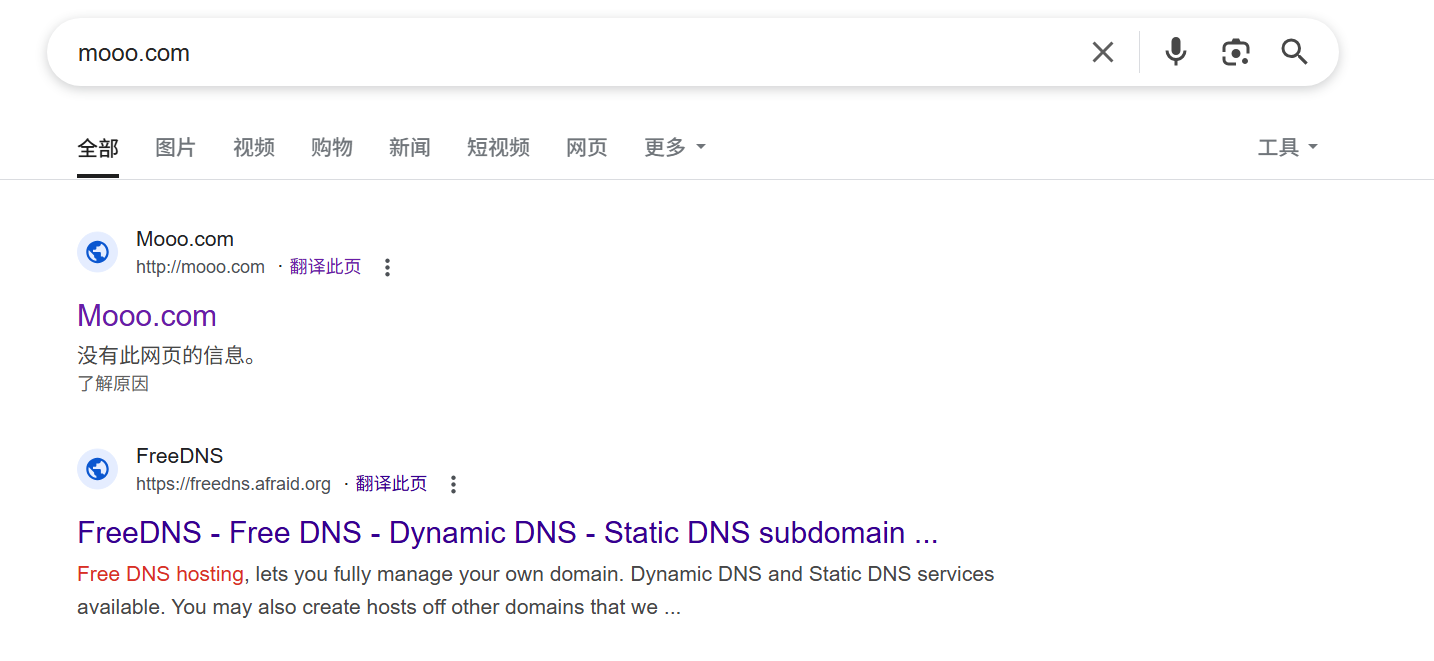 mooo.com
全部 图片 视频 购物 新闻 短视频 网页 更多 工具
Mooo.com
http://mooo.com · 翻译此页
Mooo.com
没有此网页的信息。
了解原因
FreeDNS
https://freedns.afraid.org · 翻译此页
FreeDNS - Free DNS - Dynamic DNS - Static DNS subdomain ...
Free DNS hosting, lets you fully manage your own domain. Dynamic DNS and Static DNS services
available. You may also create hosts off other domains that we ...